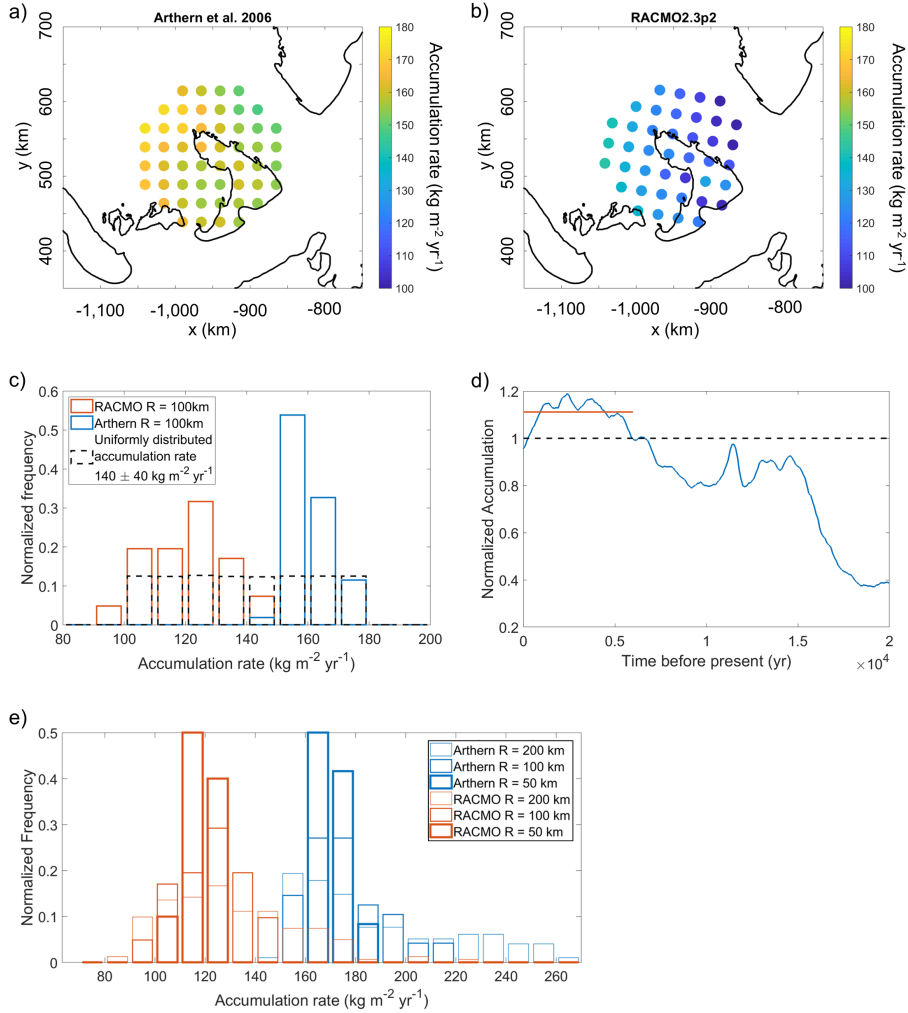 a)
Arthern et al. 2006
700
600
500
400
y (km)
-1,100
-1,000
-900
-800
x (km)
180
170
160
150
140
130
120
110
100
Accumulation rate (kg m⁻² yr⁻¹)
b)
RACMO2.3p2
700
600
500
400
y (km)
-1,100
-1,000
-900
-800
x (km)
180
170
160
150
140
130
120
110
100
Accumulation rate (kg m⁻² yr⁻¹)
c)
0.6
0.5
0.4
0.3
0.2
0.1
0
Normalized frequency
RACMO R = 100km
Arthern R = 100km
Uniformly distributed
accumulation rate
140 ± 40 kg m⁻² yr⁻¹
80
100
120
140
160
180
200
Accumulation rate (kg m⁻² yr⁻¹)
d)
1.2
1
0.8
0.6
0.4
0.2
Normalized Accumulation
0
0.5
1
1.5
2
Time before present (yr)
×10⁴
e)
0.5
0.4
0.3
0.2
0.1
0
Normalized Frequency
Arthern R = 200 km
Arthern R = 100 km
Arthern R = 50 km
RACMO R = 200 km
RACMO R = 100 km
RACMO R = 50 km
80
100
120
140
160
180
200
220
240
260
Accumulation rate (kg m⁻² yr⁻¹)